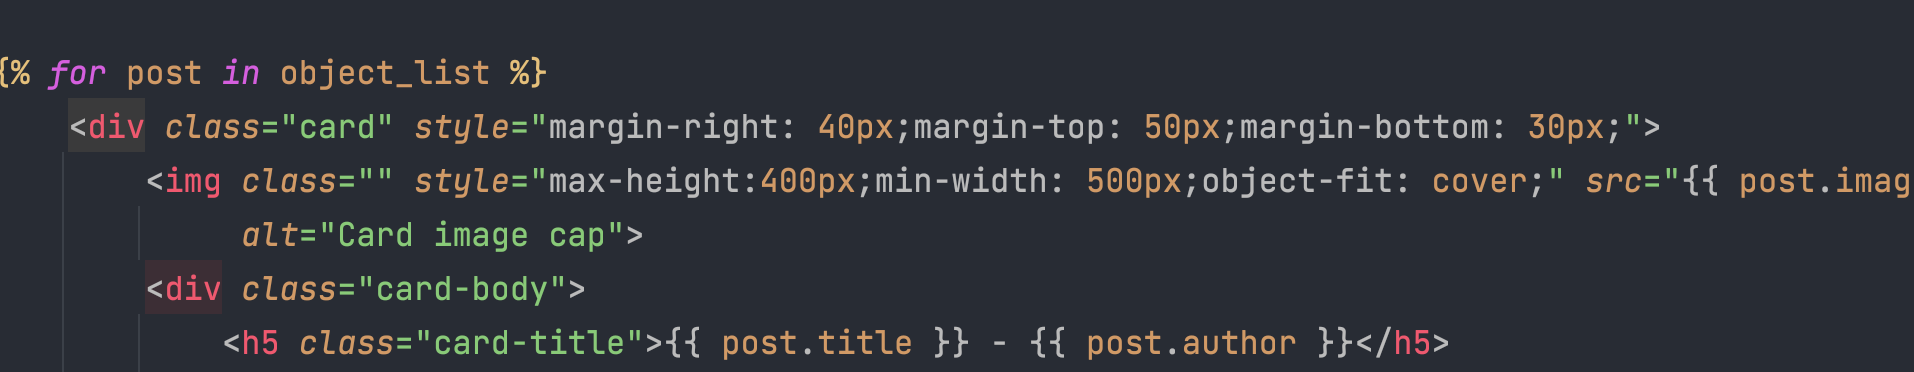 {% for post in object_list %}
<div class="card" style="margin-right: 40px;margin-top: 50px;margin-bottom: 30px;">
<img class="" style="max-height:400px;min-width: 500px;object-fit: cover;" src="{{ post.imag
alt="Card image cap">
<div class="card-body">
<h5 class="card-title">{{ post.title }} - {{ post.author }}</h5>